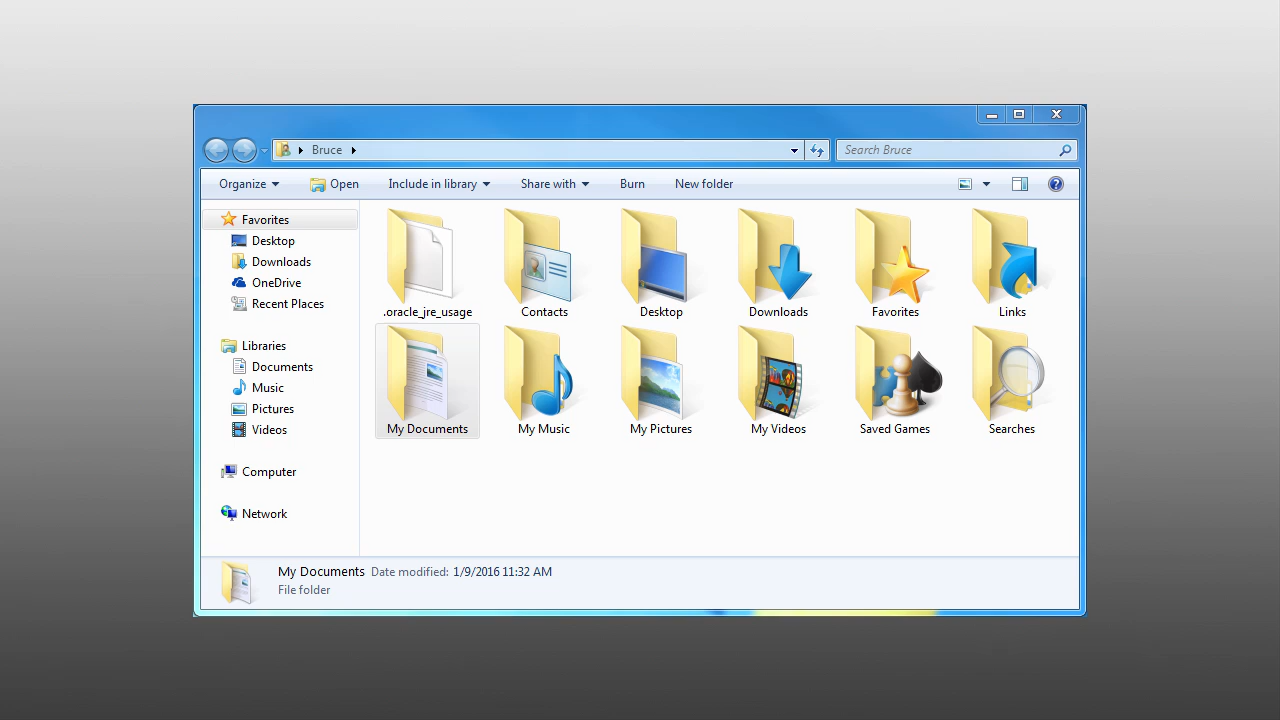 Bruce
Search Bruce
Organize Open Include in library Share with Burn New folder
Favorites
Desktop
Downloads
OneDrive
Recent Places
Libraries
Documents
Music
Pictures
Videos
Computer
Network
.oracle_jre_usage Contacts Desktop Downloads Favorites Links
My Documents My Music My Pictures My Videos Saved Games Searches
My Documents Date modified: 1/9/2016 11:32 AM
File folder